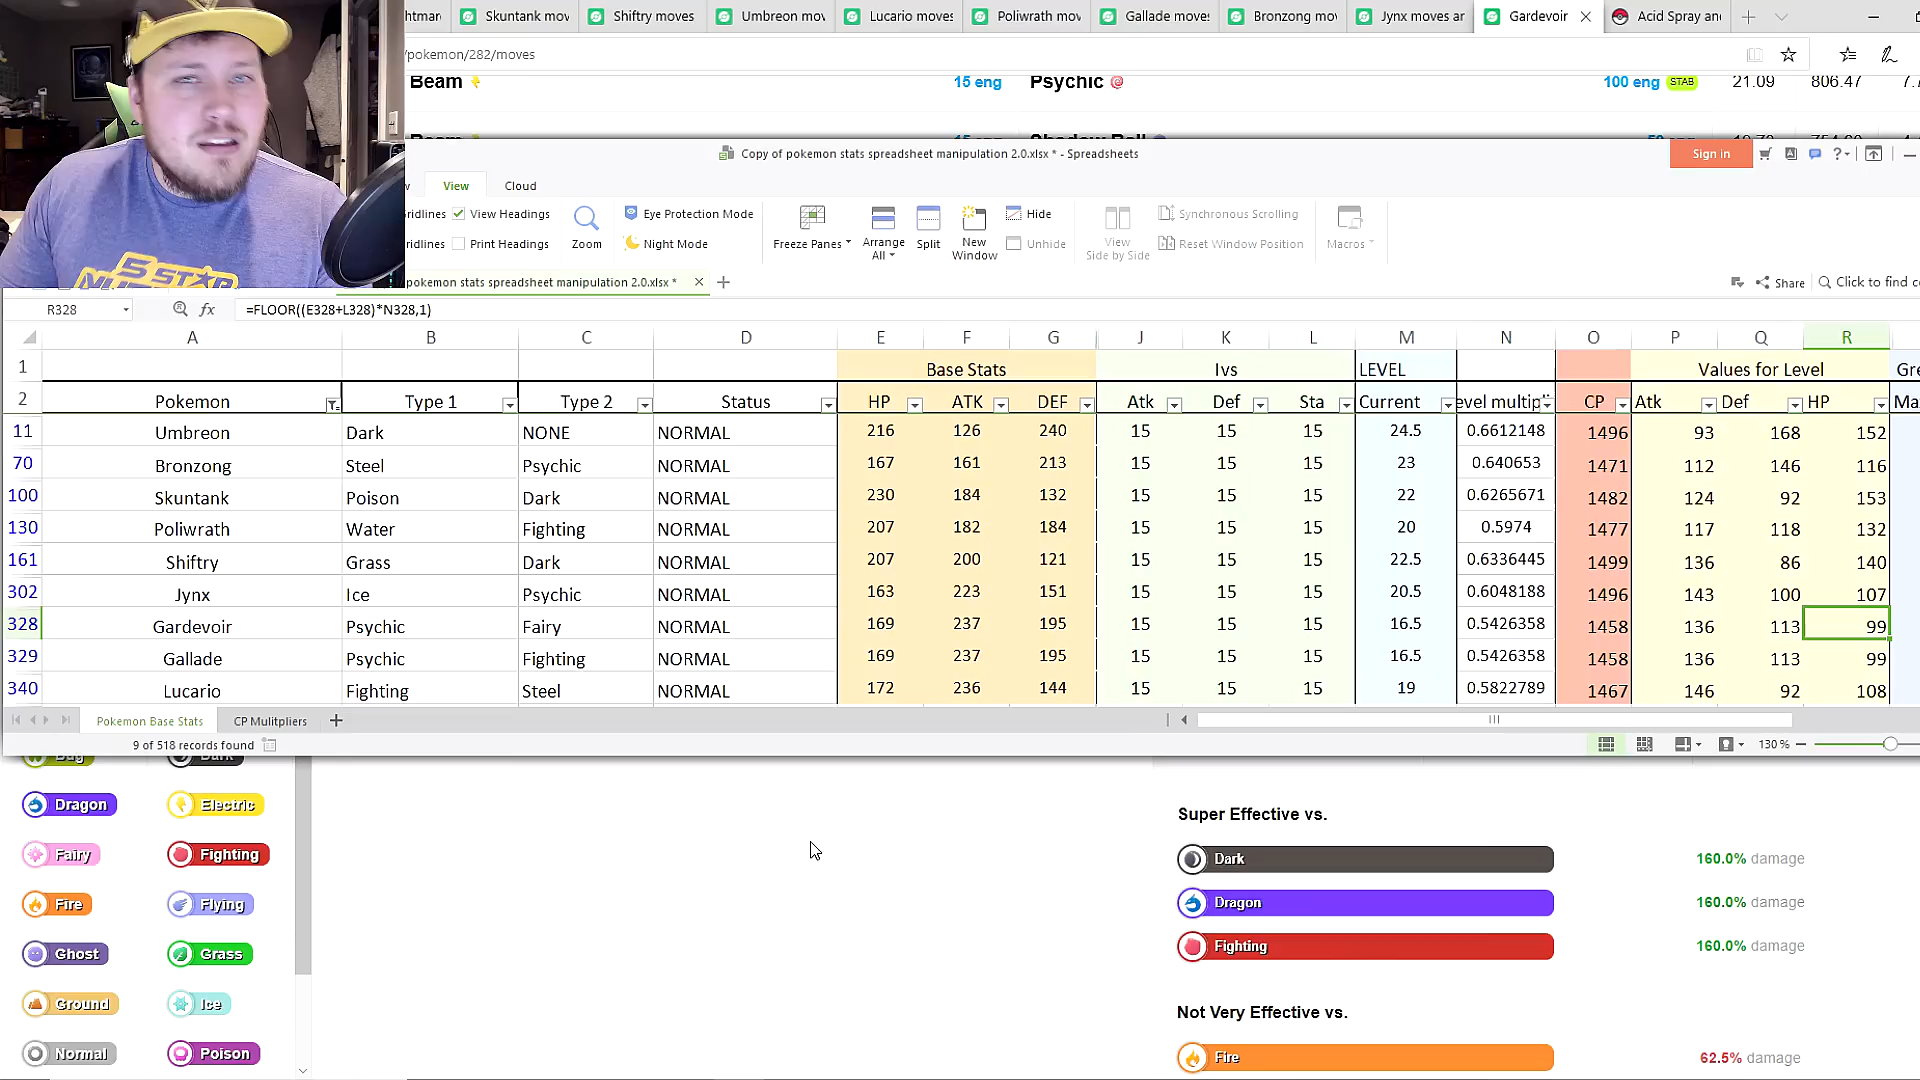 Skuntank mov
Shiftry moves
Umbreon mov
Lucario moves
Poliwrath mov
Gallade moves
Bronzong mov
Jynx moves ar
Gardevoir
Acid Spray and
/pokemon/282/moves
Beam 15 eng Psychic 100 eng STAB 21.09 806.47
Copy of pokemon stats spreadsheet manipulation 2.0.xlsx * - Spreadsheets
Sign in
View Cloud
View Headings Eye Protection Mode Hide Synchronous Scrolling
Print Headings Zoom Night Mode Freeze Panes Arrange All Split New Window Unhide View Side by Side Reset Window Position Macros
pokemon stats spreadsheet manipulation 2.0.xlsx *
Share Click to find c
R328 fx =FLOOR((E328+L328)*N328,1)
A B C D E F G J K L M N O P Q R
1 Base Stats Ivs LEVEL Values for Level Gre
2 Pokemon Type 1 Type 2 Status HP ATK DEF Atk Def Sta Current evel multipli CP Atk Def HP Ma
11 Umbreon Dark NONE NORMAL 216 126 240 15 15 15 24.5 0.6612148 1496 93 168 152
70 Bronzong Steel Psychic NORMAL 167 161 213 15 15 15 23 0.640653 1471 112 146 116
100 Skuntank Poison Dark NORMAL 230 184 132 15 15 15 22 0.6265671 1482 124 92 153
130 Poliwrath Water Fighting NORMAL 207 182 184 15 15 15 20 0.5974 1477 117 118 132
161 Shiftry Grass Dark NORMAL 207 200 121 15 15 15 22.5 0.6336445 1499 136 86 140
302 Jynx Ice Psychic NORMAL 163 223 151 15 15 15 20.5 0.6048188 1496 143 100 107
328 Gardevoir Psychic Fairy NORMAL 169 237 195 15 15 15 16.5 0.5426358 1458 136 113 99
329 Gallade Psychic Fighting NORMAL 169 237 195 15 15 15 16.5 0.5426358 1458 136 113 99
340 Lucario Fighting Steel NORMAL 172 236 144 15 15 15 19 0.5822789 1467 146 92 108
Pokemon Base Stats CP Mulitpliers
9 of 518 records found 130 %
Dragon Electric
Fairy Fighting
Fire Flying
Ghost Grass
Ground Ice
Normal Poison
Super Effective vs.
Dark 160.0% damage
Dragon 160.0% damage
Fighting 160.0% damage
Not Very Effective vs.
Fire 62.5% damage
5 STAR